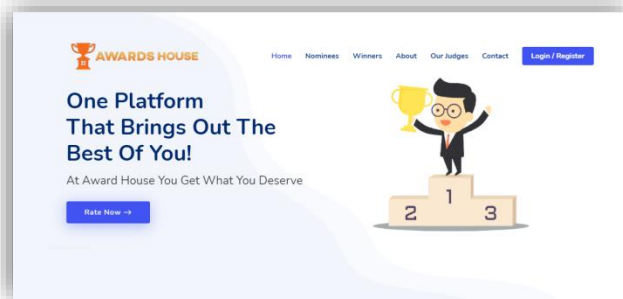 AWARDS HOUSE
Home Nominees Winners About Our Judges Contact Login / Register
One Platform
That Brings Out The
Best Of You!
At Award House You Get What You Deserve
Rate Now →
1
2 3